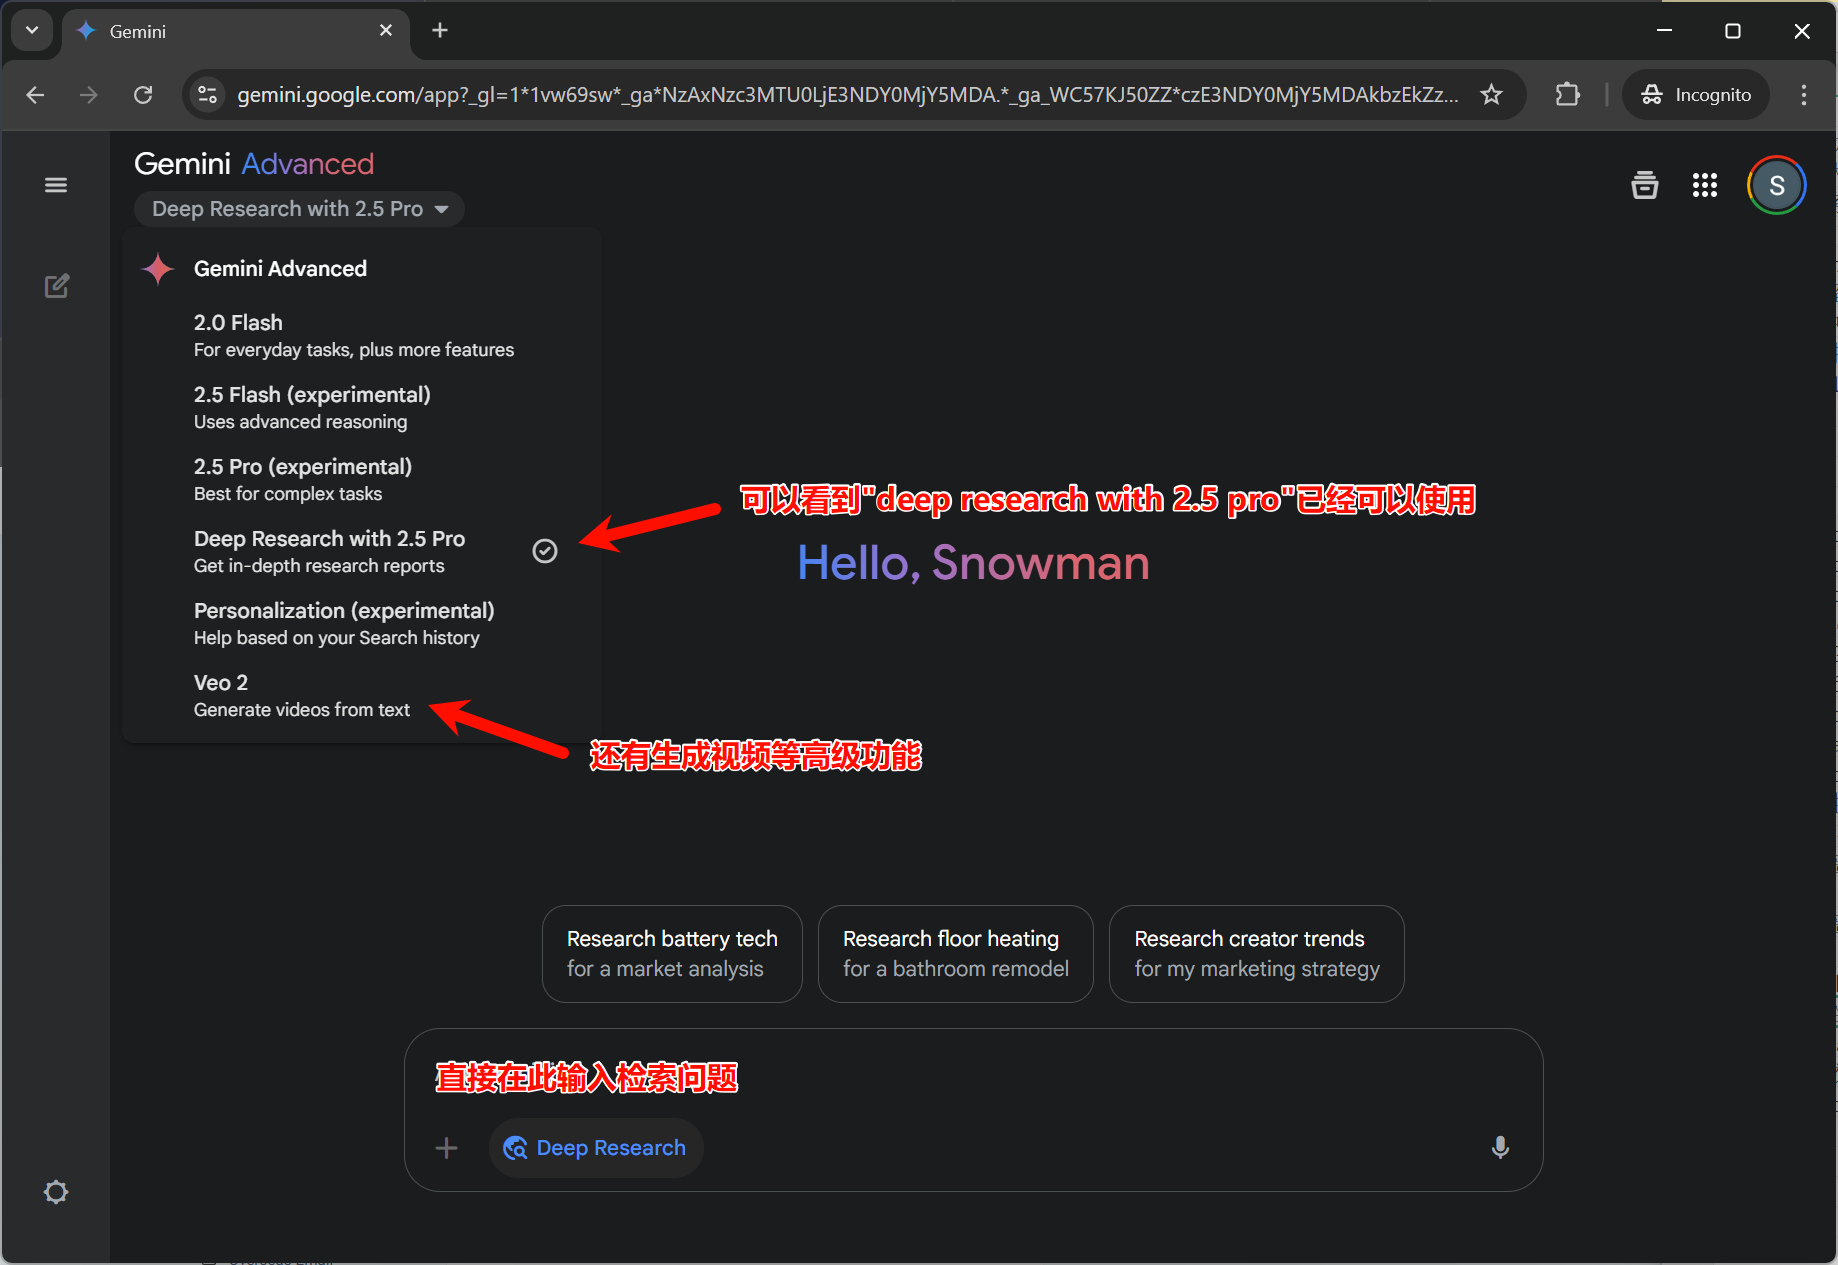 Gemini
gemini.google.com/app?_gl=1*1vw69sw*_ga*NzAxNzc3MTU0LjE3NDY0MjY5MDA.*_ga_WC57KJ50ZZ*czE3NDY0MjY5MDAkbzEkZz...
Incognito
Gemini Advanced
Deep Research with 2.5 Pro
S
Gemini Advanced
2.0 Flash
For everyday tasks, plus more features
2.5 Flash (experimental)
Uses advanced reasoning
2.5 Pro (experimental)
Best for complex tasks
Deep Research with 2.5 Pro
Get in-depth research reports
Personalization (experimental)
Help based on your Search history
Veo 2
Generate videos from text
可以看到"deep research with 2.5 pro"已经可以使用
Hello, Snowman
还有生成视频等高级功能
Research battery tech
for a market analysis
Research floor heating
for a bathroom remodel
Research creator trends
for my marketing strategy
直接在此输入检索问题
Deep Research